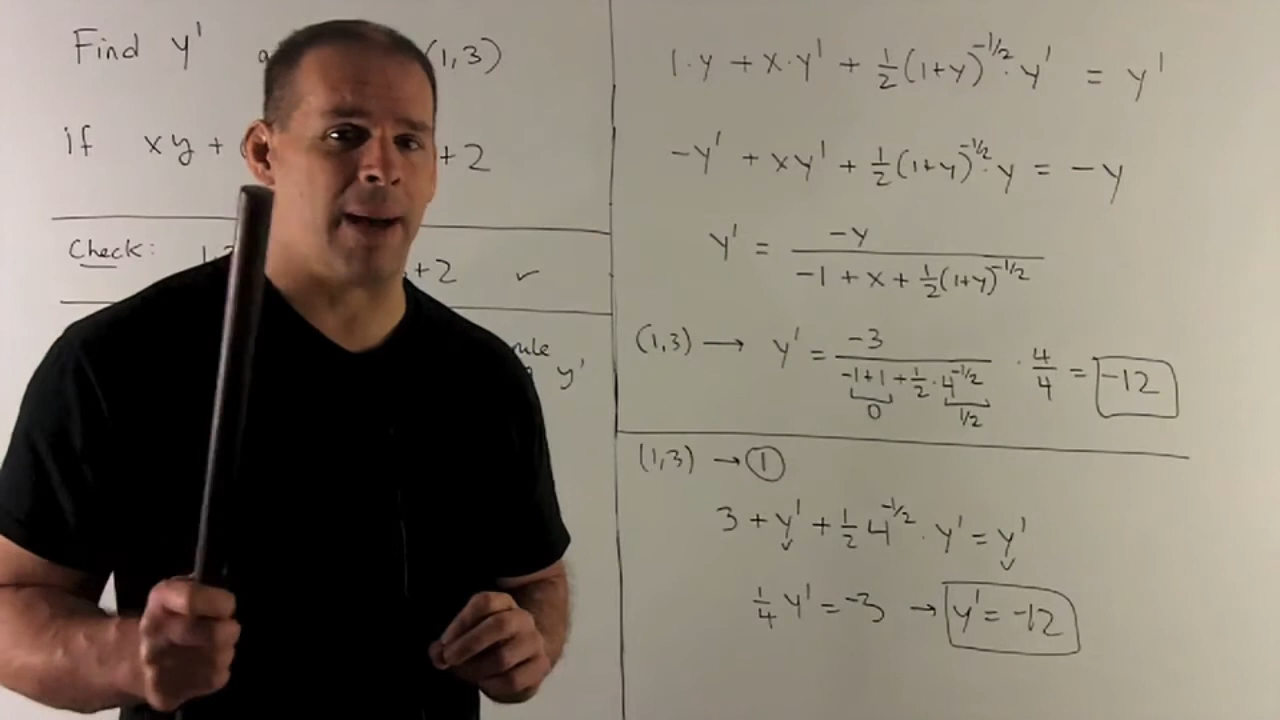 Find y' (1,3)
if xy + +2
Check: +2 ✓
rule
y'
1·y + x·y' + 1/2(1+y)^-1/2·y' = y'
-y' + xy' + 1/2(1+y)^-1/2·y = -y
y' = -y / (-1 + x + 1/2(1+y)^-1/2)
(1,3) → y' = -3 / (-1+1 + 1/2·4^-1/2) · 4/4 = -12
0 1/2
(1,3) → ①
3 + y' + 1/2 4^-1/2 · y' = y'
1/4 y' = -3 → y' = -12